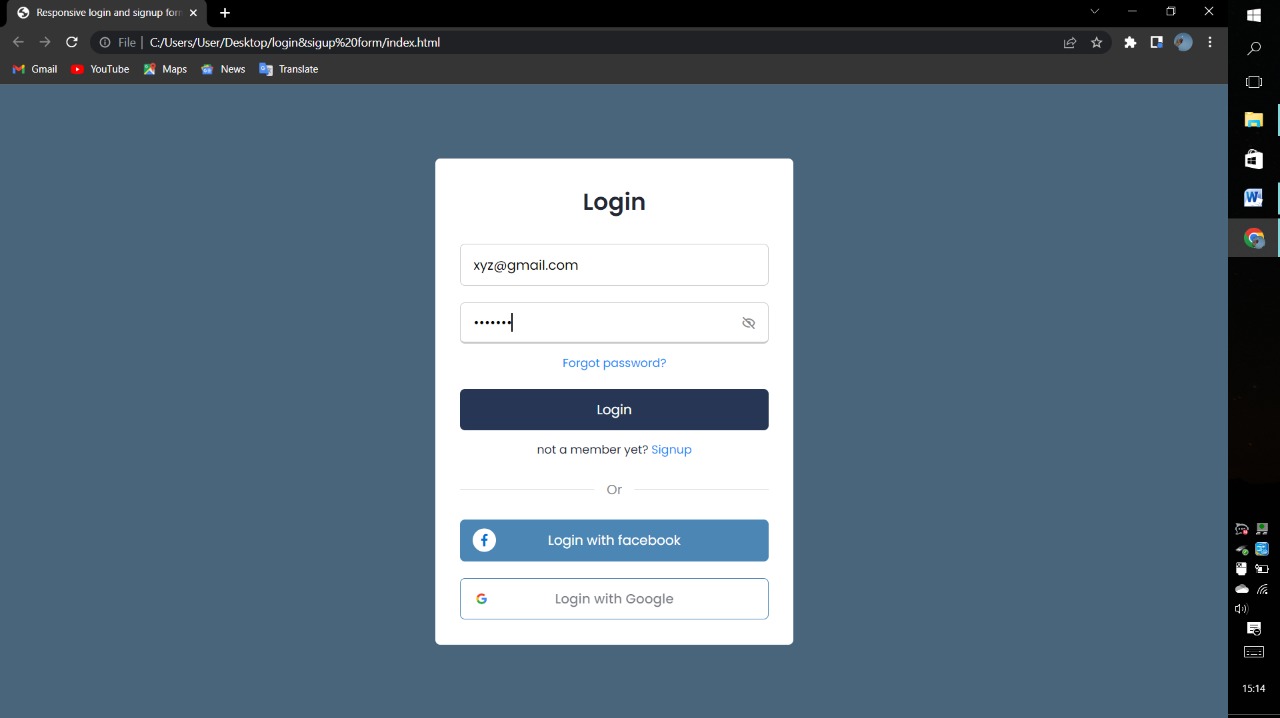 Responsive login and signup for
File C:/Users/User/Desktop/login&sigup%20form/index.html
Gmail YouTube Maps News Translate
Login
xyz@gmail.com
•••••••
Forgot password?
Login
not a member yet? Signup
Or
Login with facebook
Login with Google
15:14